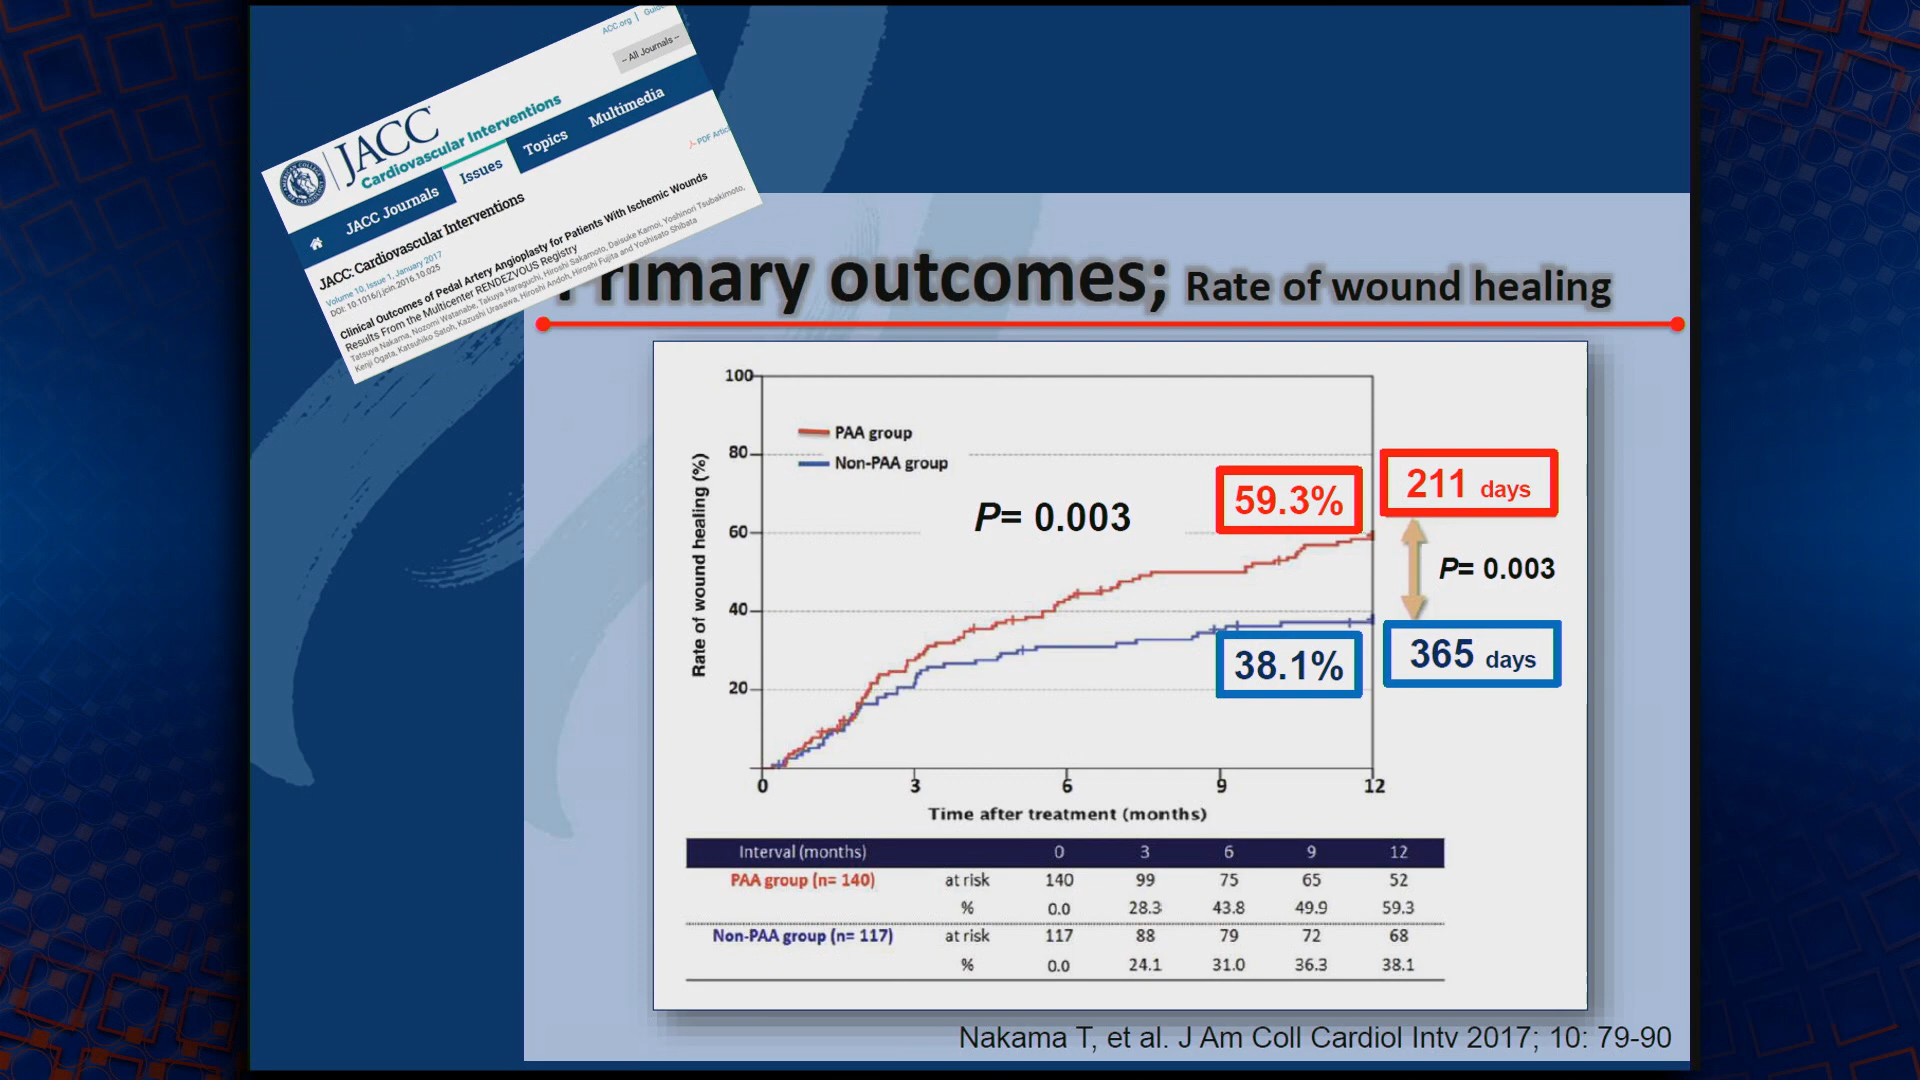 ACC.org |
-- All Journals --
JACC
Cardiovascular Interventions
JACC Journals Issues Topics Multimedia
PDF Artic
JACC: Cardiovascular Interventions
Volume 10, Issue 1, January 2017
DOI: 10.1016/j.jcin.2016.10.025
Clinical Outcomes of Pedal Artery Angioplasty for Patients With Ischemic Wounds
Results From the Multicenter RENDEZVOUS Registry
Tatsuya Nakama, Nozomi Watanabe, Takuya Haraguchi, Hiroshi Sakamoto, Daisuke Kamoi, Yoshinori Tsubakimoto,
Kenji Ogata, Katsuhiko Satoh, Kazushi Urasawa, Hiroshi Andoh, Hiroshi Fujita and Yoshisato Shibata
Primary outcomes; Rate of wound healing
100
80
60
40
20
Rate of wound healing (%)
PAA group
Non-PAA group
P= 0.003
59.3%
211 days
P= 0.003
38.1%
365 days
0 3 6 9 12
Time after treatment (months)
Interval (months) 0 3 6 9 12
PAA group (n= 140) at risk 140 99 75 65 52
% 0.0 28.3 43.8 49.9 59.3
Non-PAA group (n= 117) at risk 117 88 79 72 68
% 0.0 24.1 31.0 36.3 38.1
Nakama T, et al. J Am Coll Cardiol Intv 2017; 10: 79-90